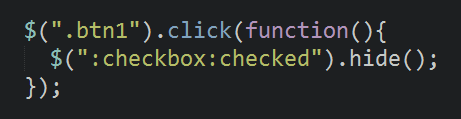 $(".btn1").click(function(){
  $(":checkbox:checked").hide();
});